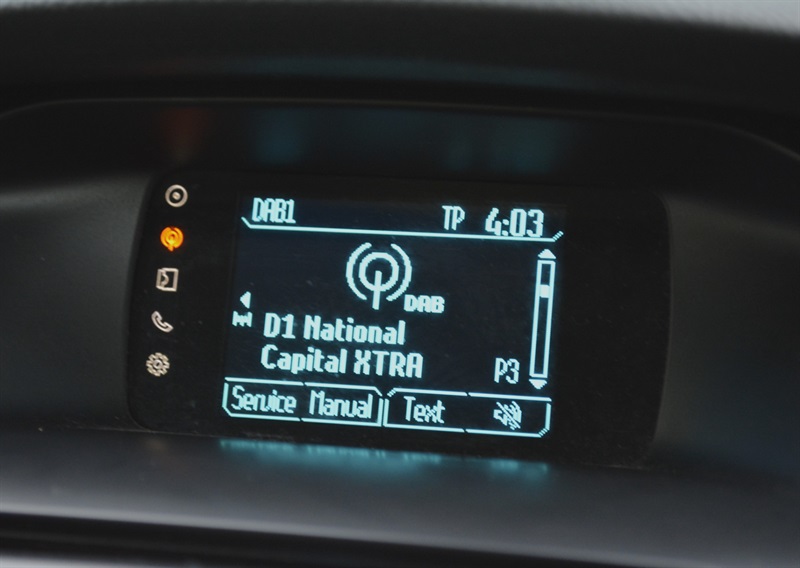 DAB1 TP 4:03
DAB
D1 National
Capital XTRA P3
Service Manual Text